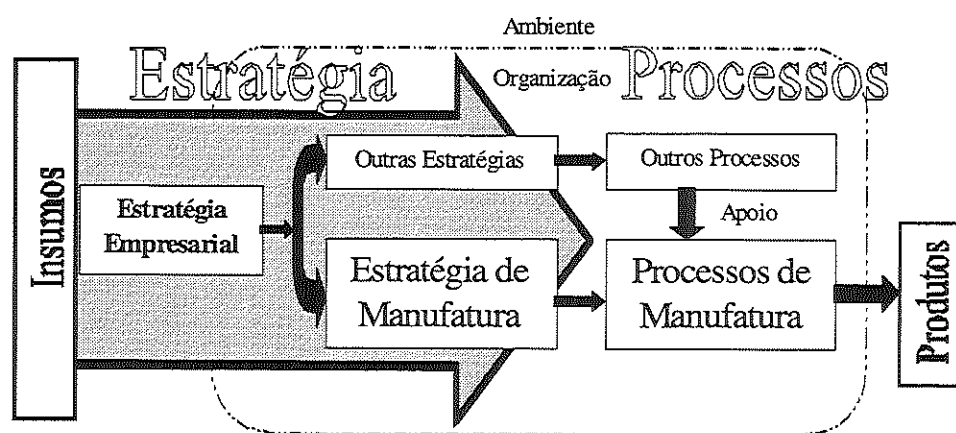 Ambiente
Estratégia
Organização
Processos
Insumos
Outras Estratégias
Outros Processos
Estratégia
Empresarial
Apoio
Estratégia de
Manufatura
Processos de
Manufatura
Produtos